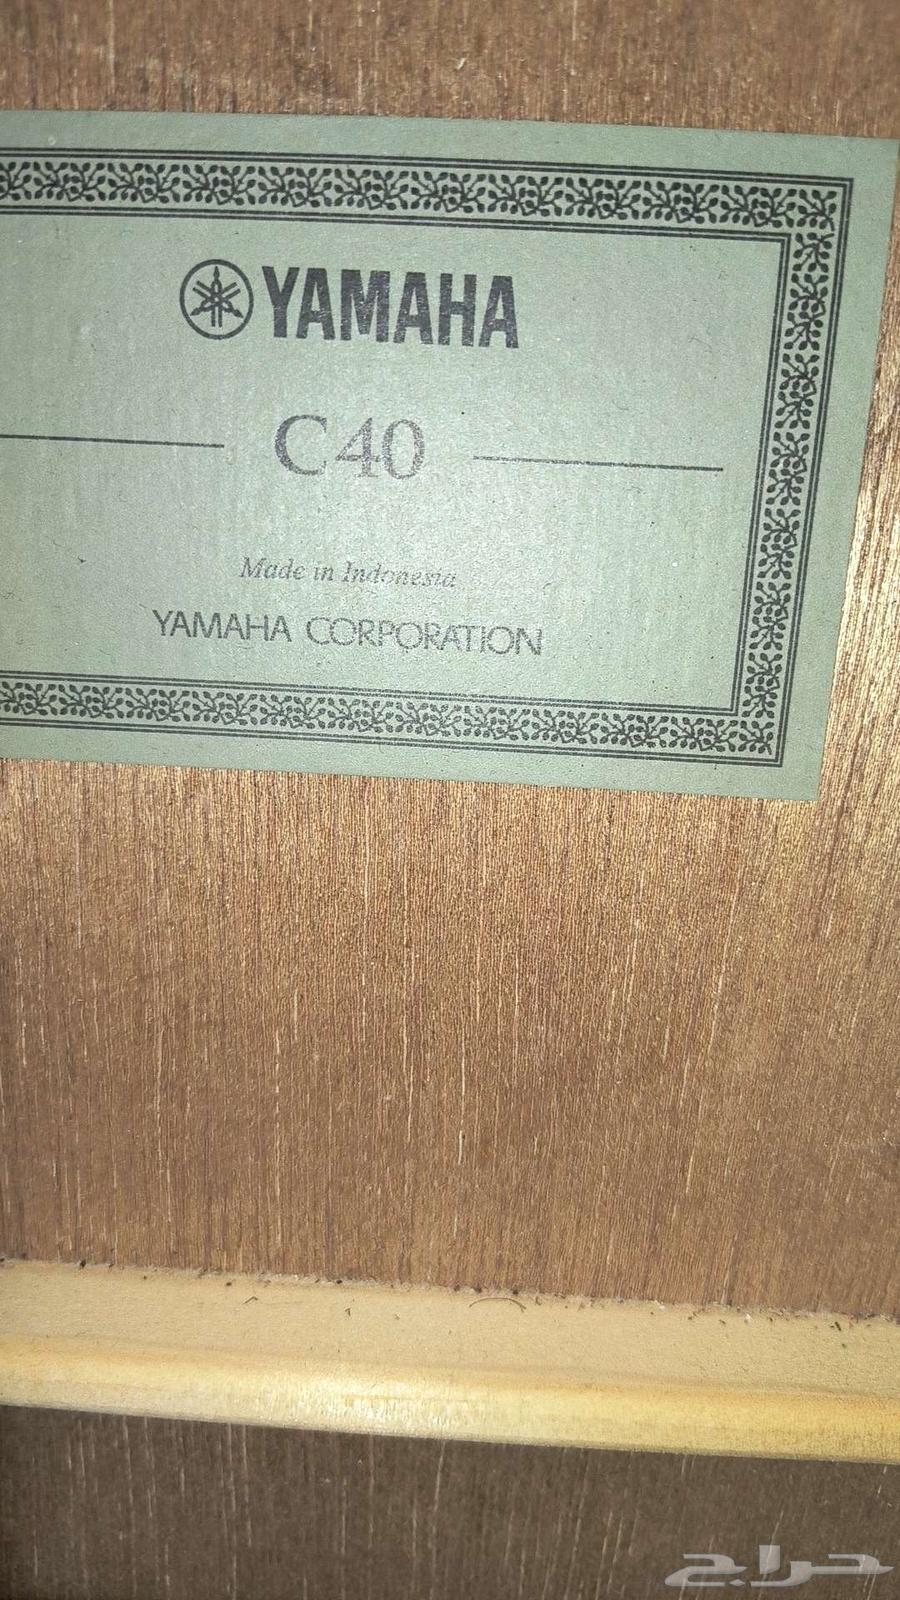 YAMAHA
C40
Made in Indonesia
YAMAHA CORPORATION
حراج